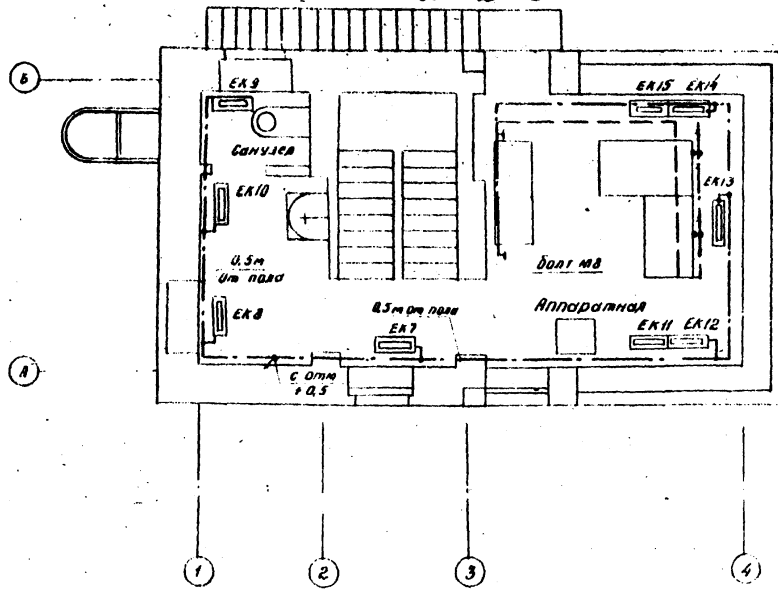 Б
ЕК9
ЕК15 ЕК14
Санузел
ЕК13
ЕК10
0,5м
От пола
болт М8
0,5м от пола
Аппаратная
ЕК8
ЕК7
ЕК11 ЕК12
А
С отм
+0,5
1
2
3
4